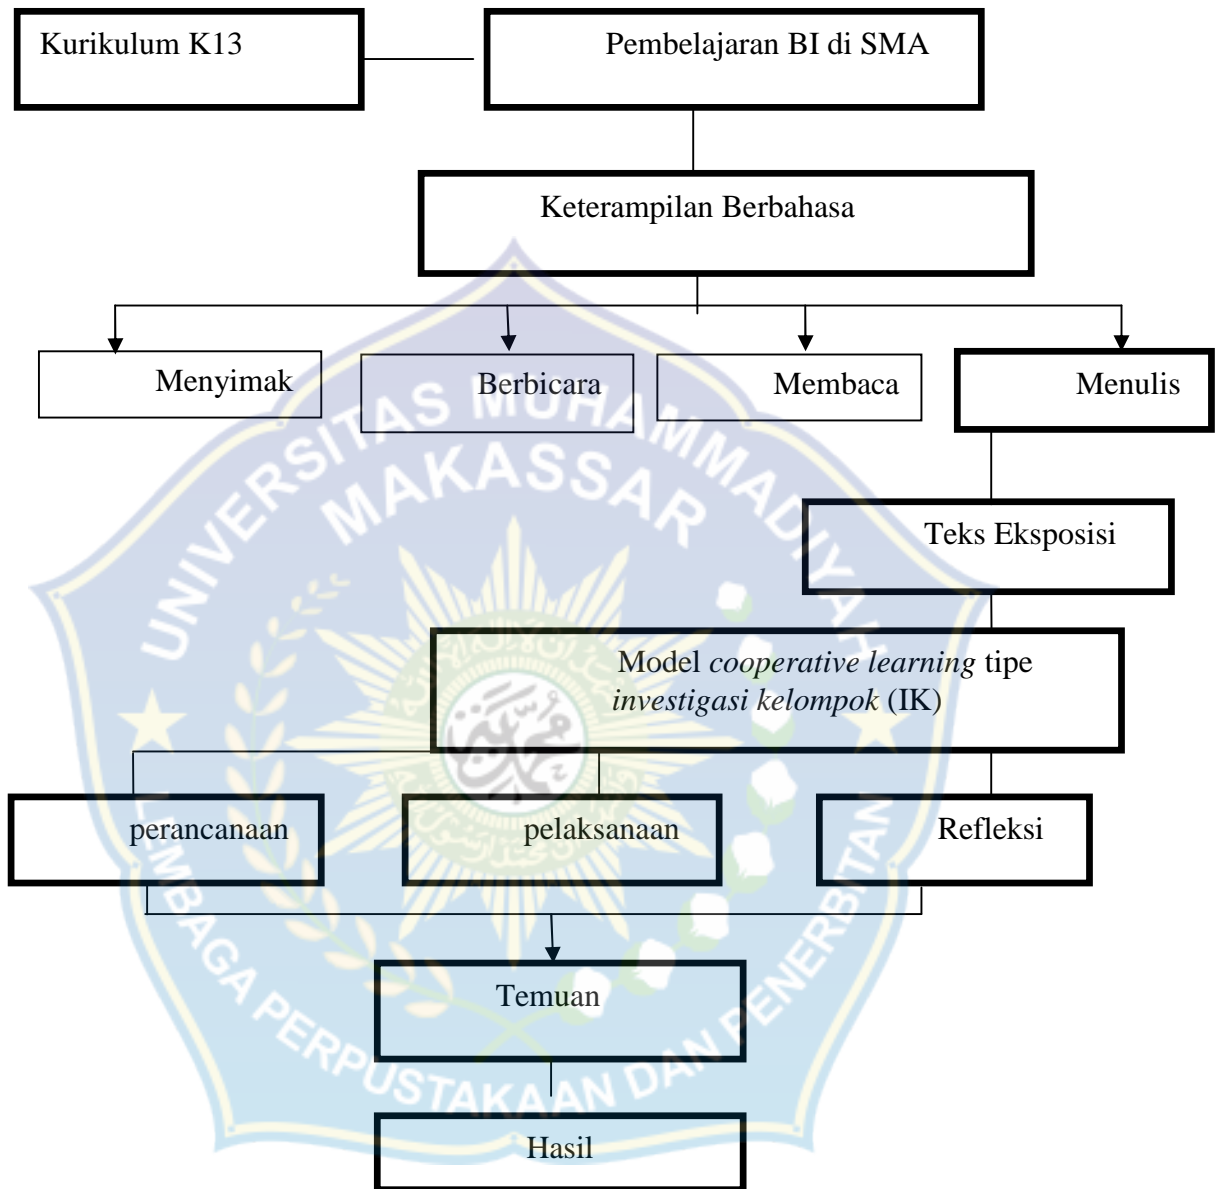 Kurikulum K13
Pembelajaran BI di SMA
Keterampilan Berbahasa
Menyimak
Berbicara
Membaca
Menulis
Teks Eksposisi
Model cooperative learning tipe
investigasi kelompok (IK)
perancanaan
pelaksanaan
Refleksi
Temuan
Hasil
UNIVERSITAS MUHAMMADIYAH
MAKASSAR
LEMBAGA PERPUSTAKAAN DAN PENERBITAN